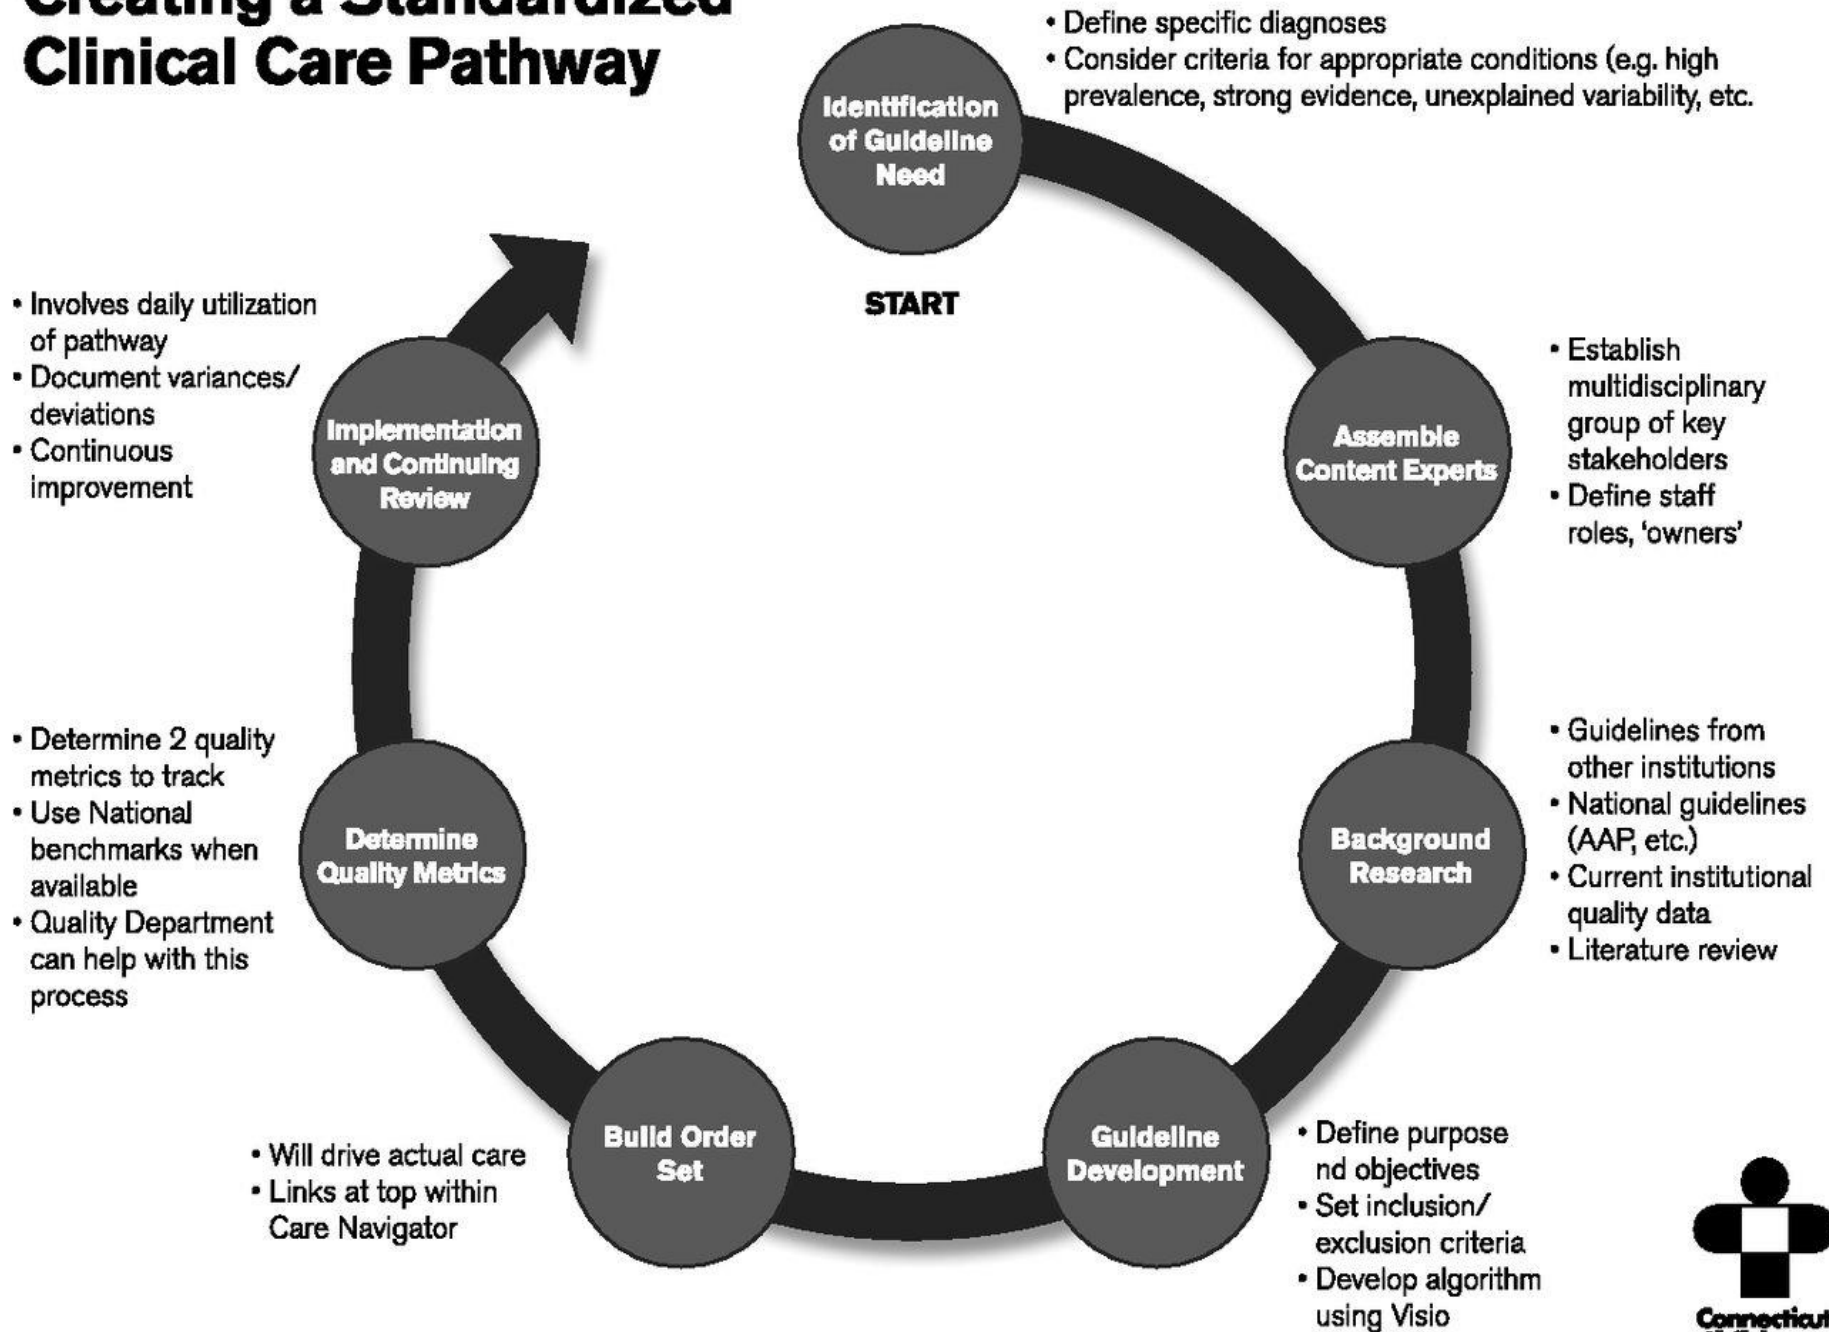 Creating a Standardized
Clinical Care Pathway
• Define specific diagnoses
• Consider criteria for appropriate conditions (e.g. high
prevalence, strong evidence, unexplained variability, etc.
Identification
of Guideline
Need
START
Assemble
Content Experts
• Establish
multidisciplinary
group of key
stakeholders
• Define staff
roles, ‘owners’
Background
Research
• Guidelines from
other institutions
• National guidelines
(AAP, etc.)
• Current institutional
quality data
• Literature review
Guideline
Development
• Define purpose
nd objectives
• Set inclusion/
exclusion criteria
• Develop algorithm
using Visio
Build Order
Set
• Will drive actual care
• Links at top within
Care Navigator
Determine
Quality Metrics
• Determine 2 quality
metrics to track
• Use National
benchmarks when
available
• Quality Department
can help with this
process
Implementation
and Continuing
Review
• Involves daily utilization
of pathway
• Document variances/
deviations
• Continuous
improvement
Connecticut